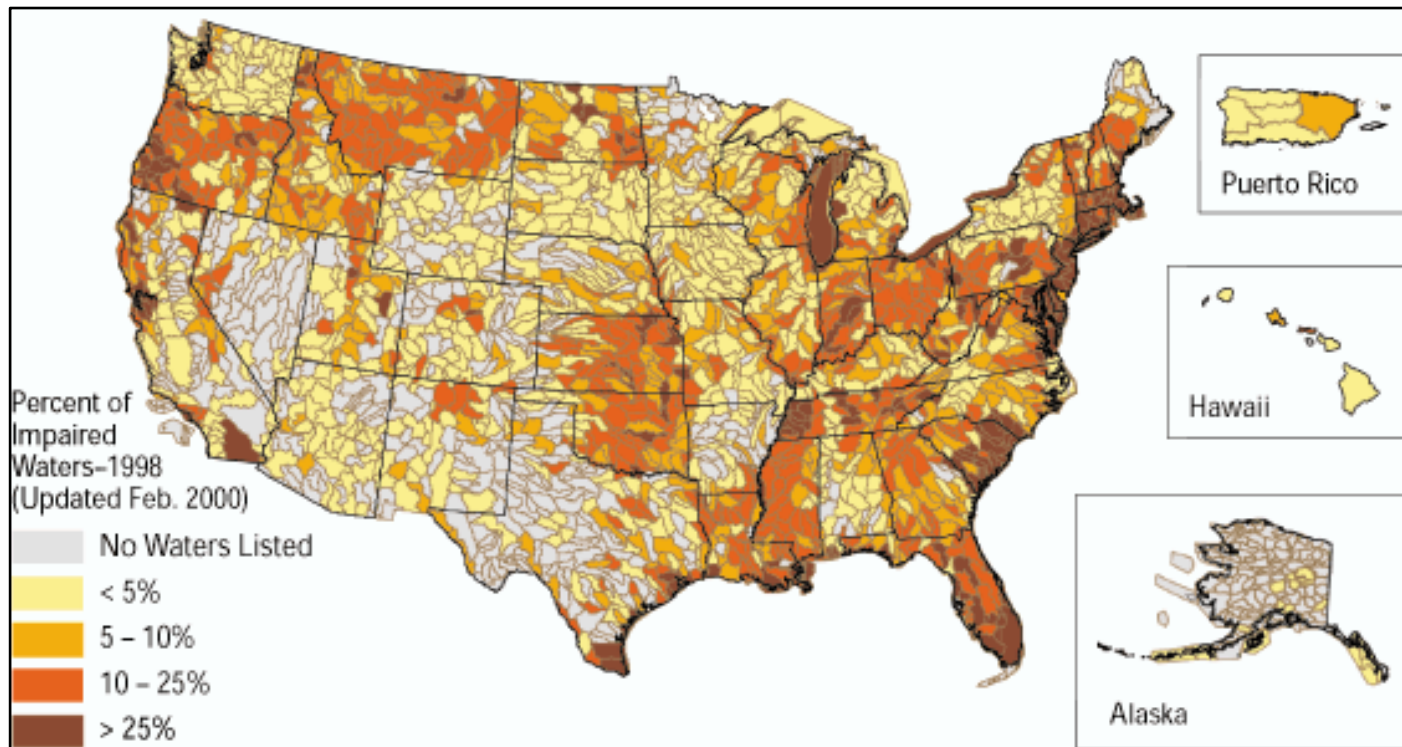 Percent of
Impaired
Waters–1998
(Updated Feb. 2000)
No Waters Listed
< 5%
5 – 10%
10 – 25%
> 25%
Puerto Rico
Hawaii
Alaska